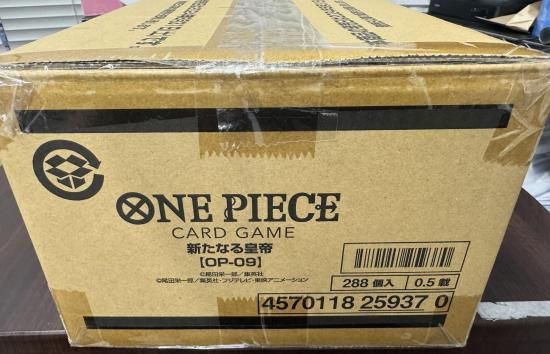 ONE PIECE
CARD GAME
新たなる皇帝
【OP-09】
©尾田栄一郎/集英社
©尾田栄一郎/集英社・フジテレビ・東映アニメーション
288 個入
0.5 載
4570118 25937 0